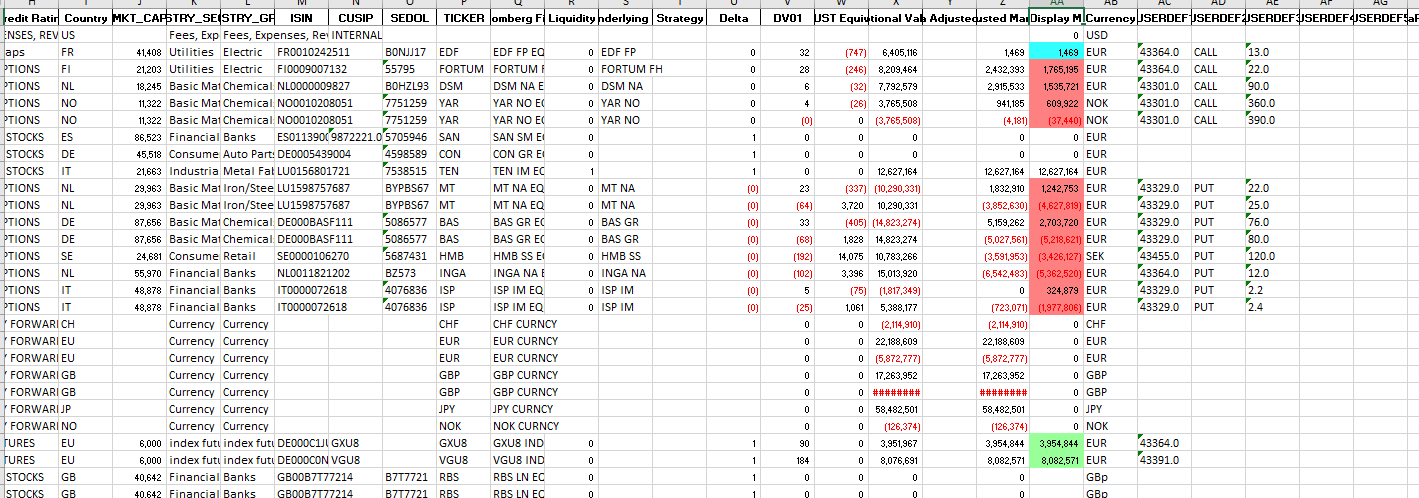 H I J K L M N O P Q R S T U V W X Y Z AA AB AC AD AE AF AG
redit Ratin Country MKT_CAP STRY_SE STRY_GF ISIN CUSIP SEDOL TICKER omberg Fi Liquidity nderlying Strategy Delta DV01 UST Equiv tional Val Adjusted usted Mar Display M Currency USERDEF USERDEF2 USERDEF3 USERDEF4 USERDEF
ENSES, REV US Fees, Exp Fees, Expenses, Rev INTERNAL 0 USD
aps FR 41,408 Utilities Electric FR0010242511 B0NJJ17 EDF EDF FP EQ 0 EDF FP 0 32 (747) 6,405,116 1,469 1,469 EUR 43364.0 CALL 13.0
PTIONS FI 21,203 Utilities Electric FI0009007132 55795 FORTUM FORTUM F 0 FORTUM FH 0 28 (246) 8,209,464 2,432,393 1,765,195 EUR 43364.0 CALL 22.0
PTIONS NL 18,245 Basic Mat Chemical NL0000009827 B0HZL93 DSM DSM NA E 0 DSM NA 0 6 (32) 7,792,579 2,915,533 1,535,721 EUR 43301.0 CALL 90.0
PTIONS NO 11,322 Basic Mat Chemical NO0010208051 7751259 YAR YAR NO EQ 0 YAR NO 0 4 (26) 3,765,508 941,185 609,922 NOK 43301.0 CALL 360.0
PTIONS NO 11,322 Basic Mat Chemical NO0010208051 7751259 YAR YAR NO EQ 0 YAR NO 0 (0) 0 (3,765,508) (4,181) (37,440) NOK 43301.0 CALL 390.0
STOCKS ES 86,523 Financial Banks ES0113900 9872221.0 5705946 SAN SAN SM EQ 0 1 0 0 0 0 0 EUR
STOCKS DE 45,518 Consume Auto Part DE0005439004 4598589 CON CON GR E 0 1 0 0 0 0 0 EUR
STOCKS IT 21,663 Industria Metal Fab LU0156801721 7538515 TEN TEN IM EQ 1 1 0 0 12,627,164 12,627,164 12,627,164 EUR
PTIONS NL 29,963 Basic Mat Iron/Stee LU1598757687 BYPBS67 MT MT NA EQ 0 MT NA (0) 23 (337) (10,290,331) 1,832,910 1,242,753 EUR 43329.0 PUT 22.0
PTIONS NL 29,963 Basic Mat Iron/Stee LU1598757687 BYPBS67 MT MT NA EQ 0 MT NA (0) (64) 3,720 10,290,331 (3,852,630) (4,627,819) EUR 43329.0 PUT 25.0
PTIONS DE 87,656 Basic Mat Chemical DE000BASF111 5086577 BAS BAS GR EQ 0 BAS GR (0) 33 (405) (14,823,274) 5,159,262 2,703,720 EUR 43329.0 PUT 76.0
PTIONS DE 87,656 Basic Mat Chemical DE000BASF111 5086577 BAS BAS GR EQ 0 BAS GR (0) (68) 1,828 14,823,274 (5,027,561) (5,218,621) EUR 43329.0 PUT 80.0
PTIONS SE 24,681 Consume Retail SE0000106270 5687431 HMB HMB SS E 0 HMB SS (0) (192) 14,075 10,783,266 (3,591,953) (3,426,127) SEK 43455.0 PUT 120.0
PTIONS NL 55,970 Financial Banks NL0011821202 BZ573 INGA INGA NA E 0 INGA NA (0) (102) 3,396 15,013,920 (6,542,483) (5,362,520) EUR 43364.0 PUT 12.0
PTIONS IT 48,878 Financial Banks IT0000072618 4076836 ISP ISP IM EQ 0 ISP IM (0) 5 (75) (1,817,349) 0 324,879 EUR 43329.0 PUT 2.2
PTIONS IT 48,878 Financial Banks IT0000072618 4076836 ISP ISP IM EQ 0 ISP IM (0) (25) 1,061 5,388,177 (723,071) (1,977,806) EUR 43329.0 PUT 2.4
FORWAR CH Currency Currency CHF CHF CURNCY 0 0 (2,114,910) (2,114,910) 0 CHF
FORWAR EU Currency Currency EUR EUR CURNCY 0 0 22,188,609 22,188,609 0 EUR
FORWAR EU Currency Currency EUR EUR CURNCY 0 0 (5,872,777) (5,872,777) 0 EUR
FORWAR GB Currency Currency GBP GBP CURNCY 0 0 17,263,952 17,263,952 0 GBP
FORWAR GB Currency Currency GBP GBP CURNCY 0 0 ######## ######## 0 GBP
FORWAR JP Currency Currency JPY JPY CURNCY 0 0 58,482,501 58,482,501 0 JPY
FORWAR NO Currency Currency NOK NOK CURNCY 0 0 (126,374) (126,374) 0 NOK
TURES EU 6,000 index futu index futu DE000C1JU GXU8 GXU8 GXU8 IND 0 1 90 0 3,951,967 3,954,844 3,954,844 EUR 43364.0
TURES EU 6,000 index futu index futu DE000C0N VGU8 VGU8 VGU8 IND 0 1 184 0 8,076,691 8,082,571 8,082,571 EUR 43391.0
STOCKS GB 40,642 Financial Banks GB00B7T77214 B7T7721 RBS RBS LN EQ 0 1 0 0 0 0 0 GBp
STOCKS GB 40,642 Financial Banks GB00B7T77214 B7T7721 RBS RBS LN EQ 0 1 0 0 0 0 0 GBp